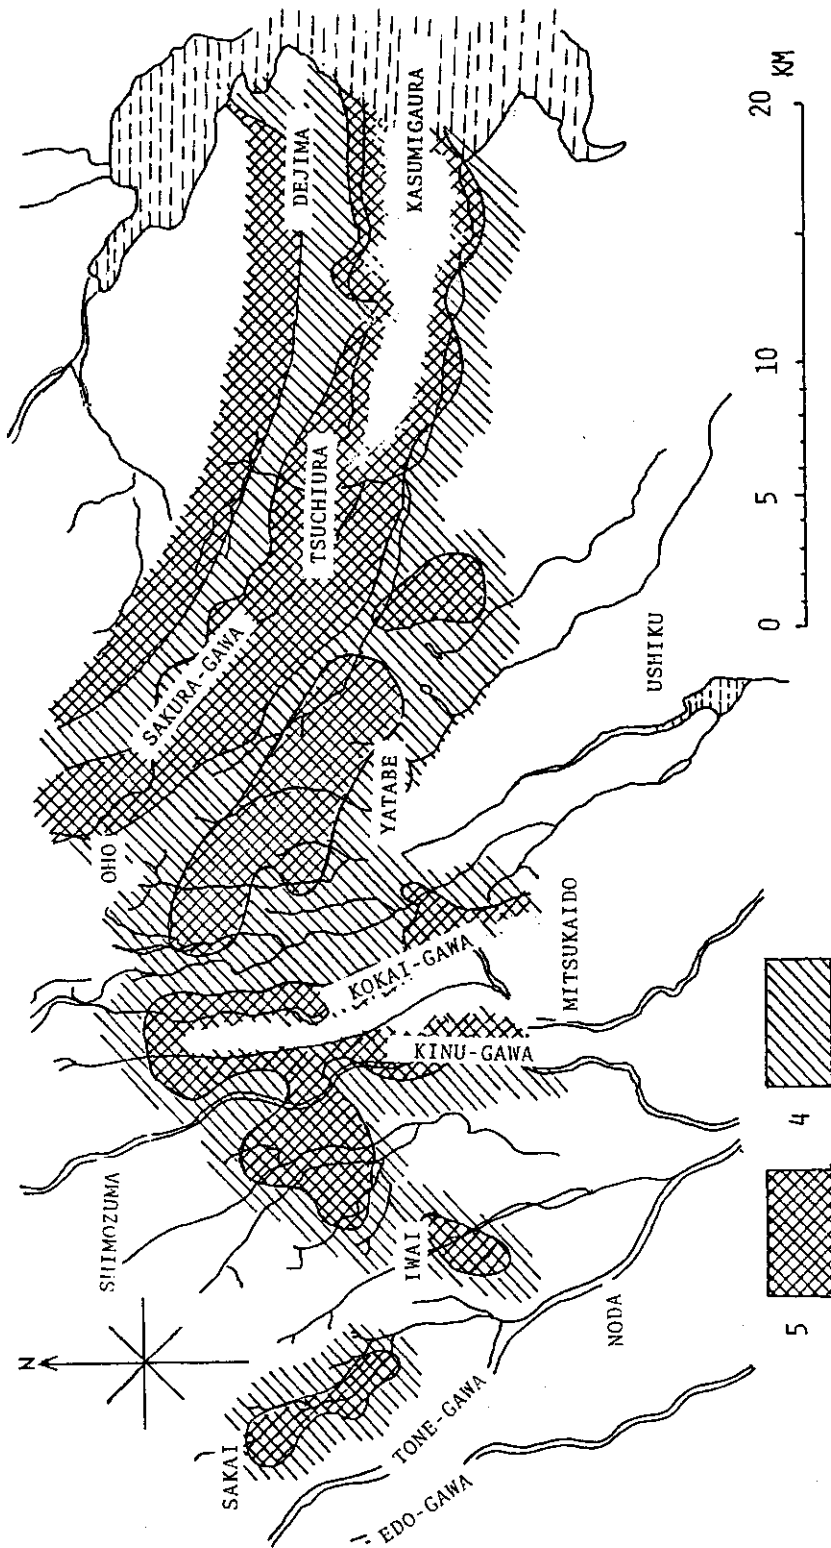 N
SHIMOZUMA
SAKAI
OHO
SAKURA-GAWA
DEJIMA
TSUCHIURA
KASUMIGAURA
IWAI
YATABE
KOKAI-GAWA
KINU-GAWA
TONE-GAWA
EDO-GAWA
NODA
MITSUKAIDO
USHIKU
5
4
0
5
10
20 KM